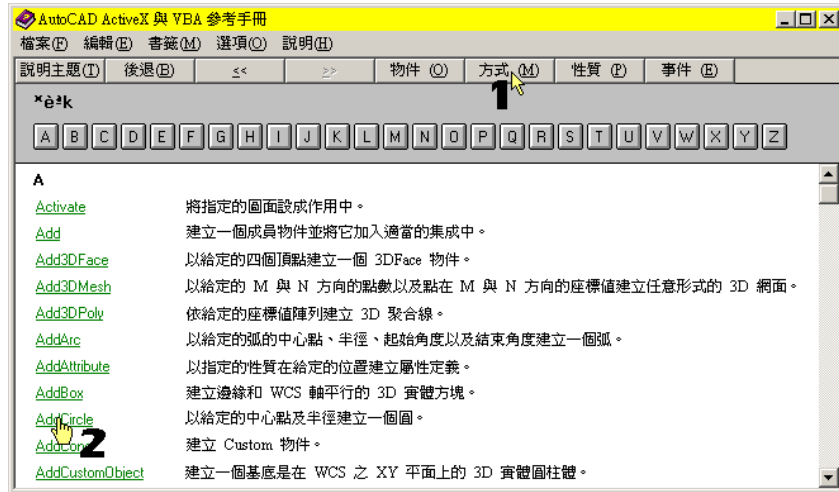 AutoCAD ActiveX 與 VBA 參考手冊
檔案(F) 編輯(E) 書籤(M) 選項(O) 說明(H)
說明主題(T) 後退(B) << >> 物件 (O) 方式 (M) 性質 (P) 事件 (E)
1
×èªk
A B C D E F G H I J K L M N O P Q R S T U V W X Y Z
A
Activate 將指定的圖面設成作用中。
Add 建立一個成員物件並將它加入適當的集成中。
Add3DFace 以給定的四個頂點建立一個 3DFace 物件。
Add3DMesh 以給定的 M 與 N 方向的點數以及點在 M 與 N 方向的座標值建立任意形式的 3D 網面。
Add3DPoly 依給定的座標值陣列建立 3D 聚合線。
AddArc 以給定的弧的中心點、半徑、起始角度以及結束角度建立一個弧。
AddAttribute 以指定的性質在給定的位置建立屬性定義。
AddBox 建立邊緣和 WCS 軸平行的 3D 實體方塊。
AddCircle 以給定的中心點及半徑建立一個圓。
2
AddCone 建立 Custom 物件。
AddCustomObject 建立一個基底是在 WCS 之 XY 平面上的 3D 實體圓柱體。